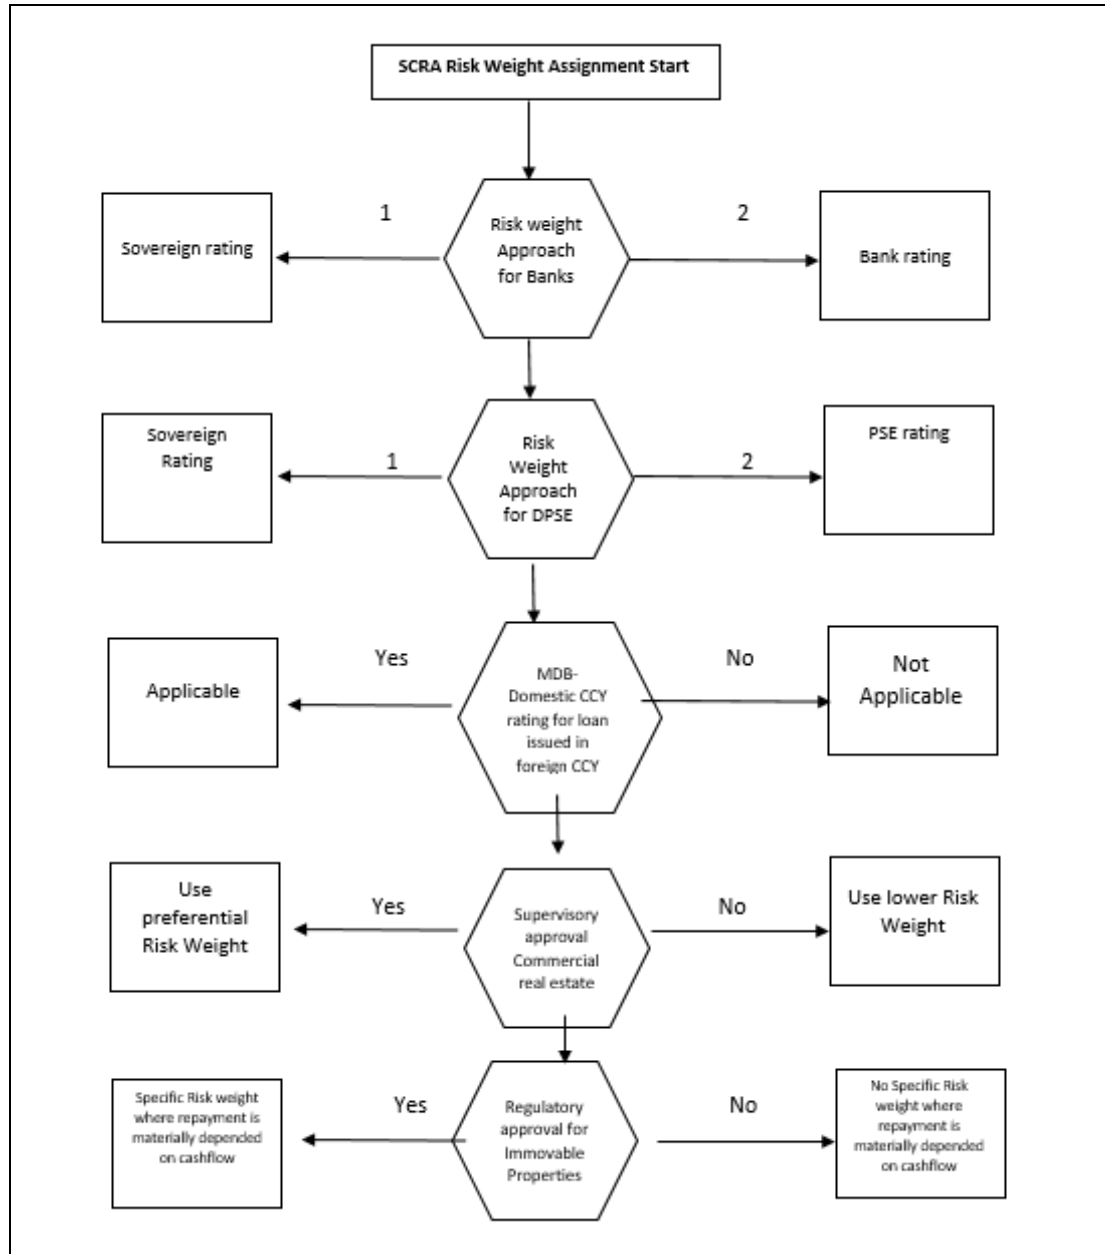 SCRA Risk Weight Assignment Start
1
2
Sovereign rating
Risk weight
Approach
for Banks
Bank rating
Sovereign
Rating
1
Risk
Weight
Approach
for DPSE
2
PSE rating
Applicable
Yes
MDB-
Domestic CCY
rating for loan
issued in
foreign CCY
No
Not
Applicable
Use
preferential
Risk Weight
Yes
Supervisory
approval
Commercial
real estate
No
Use lower Risk
Weight
Specific Risk weight
where repayment is
materially depended
on cashflow
Yes
Regulatory
approval for
Immovable
Properties
No
No Specific Risk
weight where
repayment is
materially depended
on cashflow